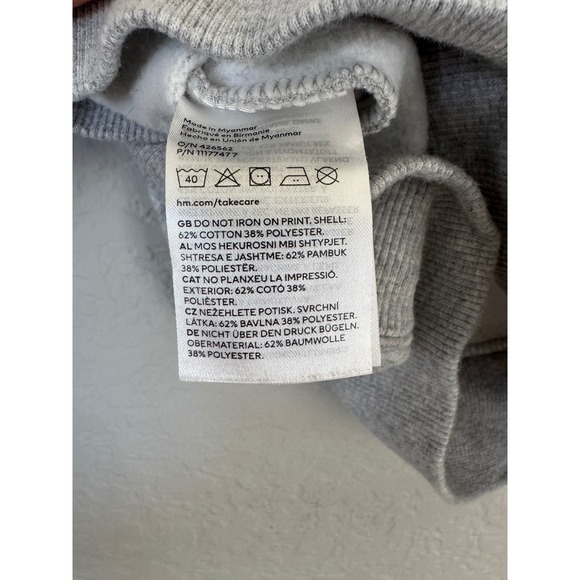 Made in Myanmar
Fabriqué en Birmanie
Hecho en Unión de Myanmar
O/N 426562
P/N 1117747 7
40
hm.com/takecare
GB DO NOT IRON ON PRINT, SHELL:
62% COTTON 38% POLYESTER.
AL MOS HEKUROSNI MBI SHTYPJET.
SHTRESA E JASHTME: 62% PAMBUK
38% POLIESTËR.
CAT NO PLANXEU LA IMPRESSIÓ.
EXTERIOR: 62% COTÓ 38%
POLIÈSTER.
CZ NEŽEHLETE POTISK. SVRCHNÍ
LÁTKA: 62% BAVLNA 38% POLYESTER.
DE NICHT ÜBER DEN DRUCK BÜGELN.
OBERMATERIAL: 62% BAUMWOLLE
38% POLYESTER.